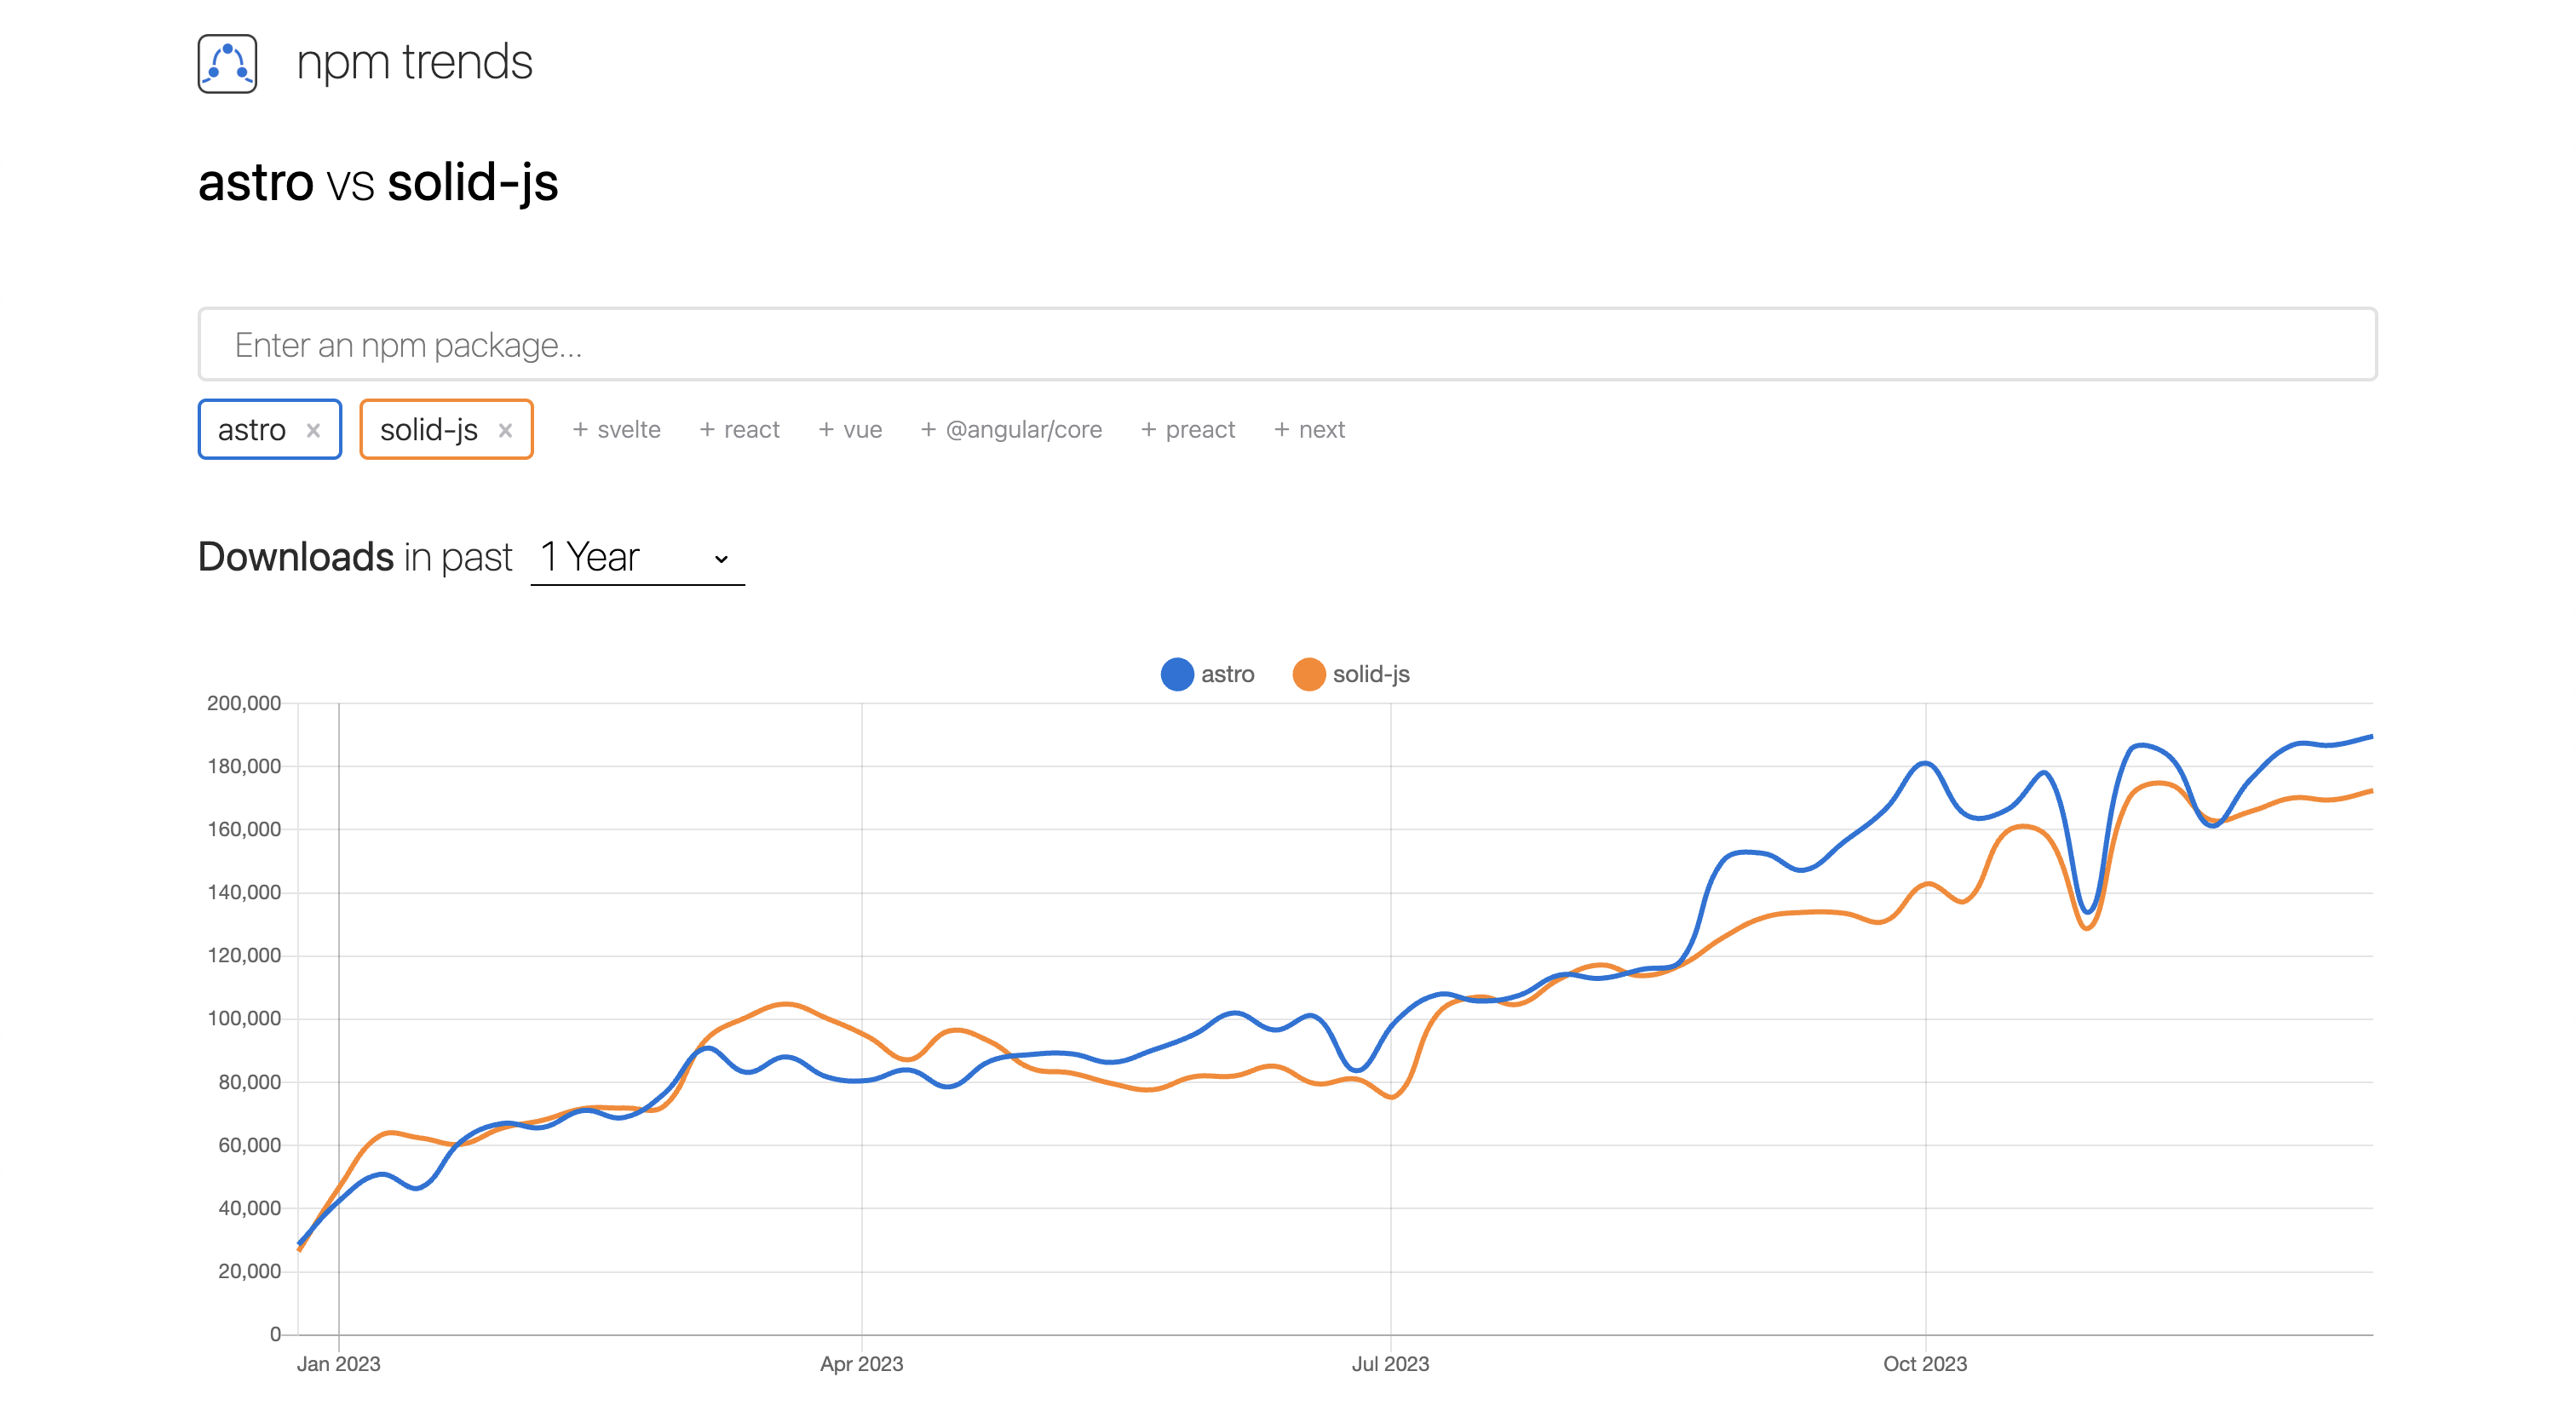 npm trends
astro vs solid-js
Enter an npm package...
astro × solid-js × + svelte + react + vue + @angular/core + preact + next
Downloads in past 1 Year
astro solid-js
200,000
180,000
160,000
140,000
120,000
100,000
80,000
60,000
40,000
20,000
0
Jan 2023 Apr 2023 Jul 2023 Oct 2023